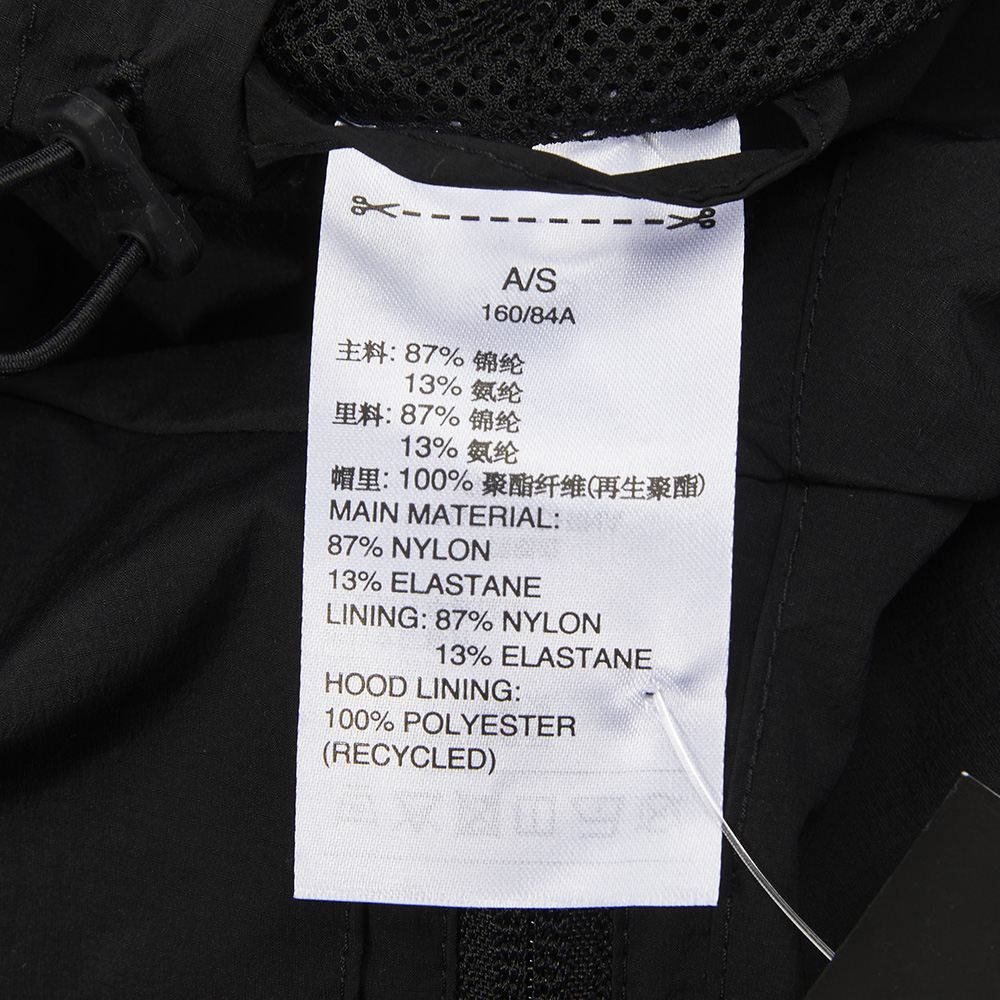 A/S
160/84A
主料: 87% 锦纶
13% 氨纶
里料: 87% 锦纶
13% 氨纶
帽里: 100% 聚酯纤维(再生聚酯)
MAIN MATERIAL:
87% NYLON
13% ELASTANE
LINING: 87% NYLON
13% ELASTANE
HOOD LINING:
100% POLYESTER
(RECYCLED)